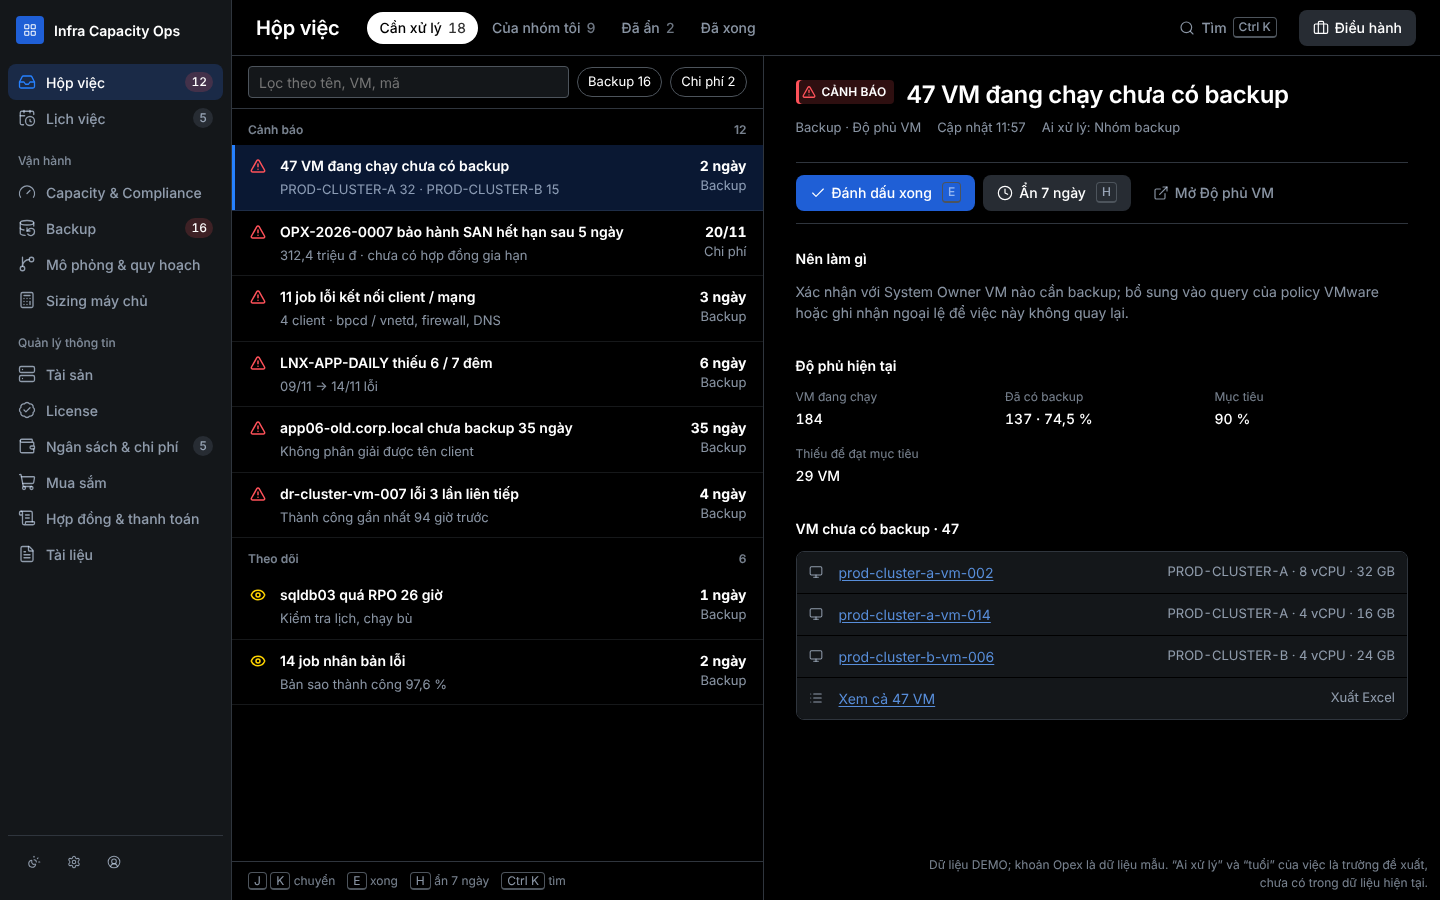 Infra Capacity Ops
Hộp việc 12
Lịch việc 5
Vận hành
Capacity & Compliance
Backup 16
Mô phỏng & quy hoạch
Sizing máy chủ
Quản lý thông tin
Tài sản
License
Ngân sách & chi phí 5
Mua sắm
Hợp đồng & thanh toán
Tài liệu
Hộp việc
Cần xử lý 18
Của nhóm tôi 9
Đã ẩn 2
Đã xong
Tìm Ctrl K
Điều hành
Lọc theo tên, VM, mã
Backup 16
Chi phí 2
Cảnh báo 12
47 VM đang chạy chưa có backup 2 ngày
PROD-CLUSTER-A 32 · PROD-CLUSTER-B 15 Backup
OPX-2026-0007 bảo hành SAN hết hạn sau 5 ngày 20/11
312,4 triệu đ · chưa có hợp đồng gia hạn Chi phí
11 job lỗi kết nối client / mạng 3 ngày
4 client · bpcd / vnetd, firewall, DNS Backup
LNX-APP-DAILY thiếu 6 / 7 đêm 6 ngày
09/11 → 14/11 lỗi Backup
app06-old.corp.local chưa backup 35 ngày 35 ngày
Không phân giải được tên client Backup
dr-cluster-vm-007 lỗi 3 lần liên tiếp 4 ngày
Thành công gần nhất 94 giờ trước Backup
Theo dõi 6
sqldb03 quá RPO 26 giờ 1 ngày
Kiểm tra lịch, chạy bù Backup
14 job nhân bản lỗi 2 ngày
Bản sao thành công 97,6 % Backup
J K chuyển E xong H ẩn 7 ngày Ctrl K tìm
CẢNH BÁO 47 VM đang chạy chưa có backup
Backup · Độ phủ VM Cập nhật 11:57 Ai xử lý: Nhóm backup
Đánh dấu xong E
Ẩn 7 ngày H
Mở Độ phủ VM
Nên làm gì
Xác nhận với System Owner VM nào cần backup; bổ sung vào query của policy VMware
hoặc ghi nhận ngoại lệ để việc này không quay lại.
Độ phủ hiện tại
VM đang chạy Đã có backup Mục tiêu
184 137 · 74,5 % 90 %
Thiếu để đạt mục tiêu
29 VM
VM chưa có backup · 47
prod-cluster-a-vm-002 PROD-CLUSTER-A · 8 vCPU · 32 GB
prod-cluster-a-vm-014 PROD-CLUSTER-A · 4 vCPU · 16 GB
prod-cluster-b-vm-006 PROD-CLUSTER-B · 4 vCPU · 24 GB
Xem cả 47 VM Xuất Excel
Dữ liệu DEMO; khoản Opex là dữ liệu mẫu. “Ai xử lý” và “tuổi” của việc là trường đề xuất,
chưa có trong dữ liệu hiện tại.